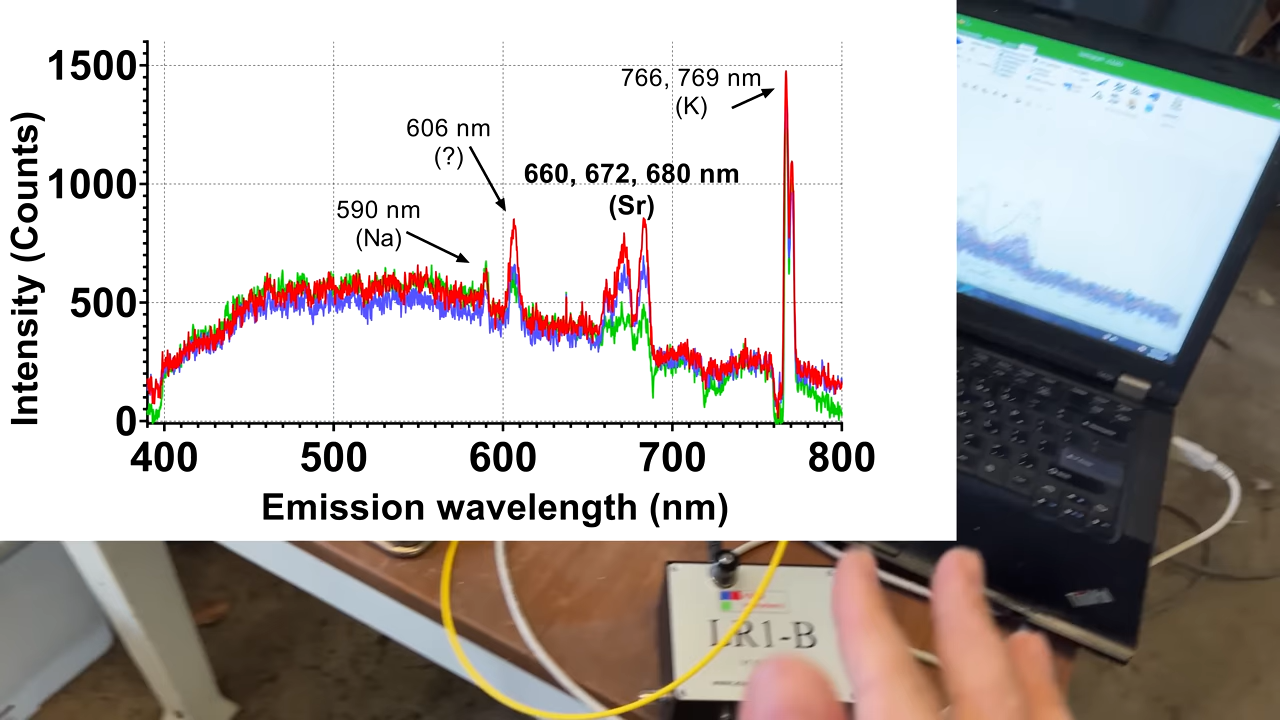 1500
1000
500
0
400 500 600 700 800
Intensity (Counts)
Emission wavelength (nm)
590 nm
(Na)
606 nm
(?)
660, 672, 680 nm
(Sr)
766, 769 nm
(K)
LR1-B